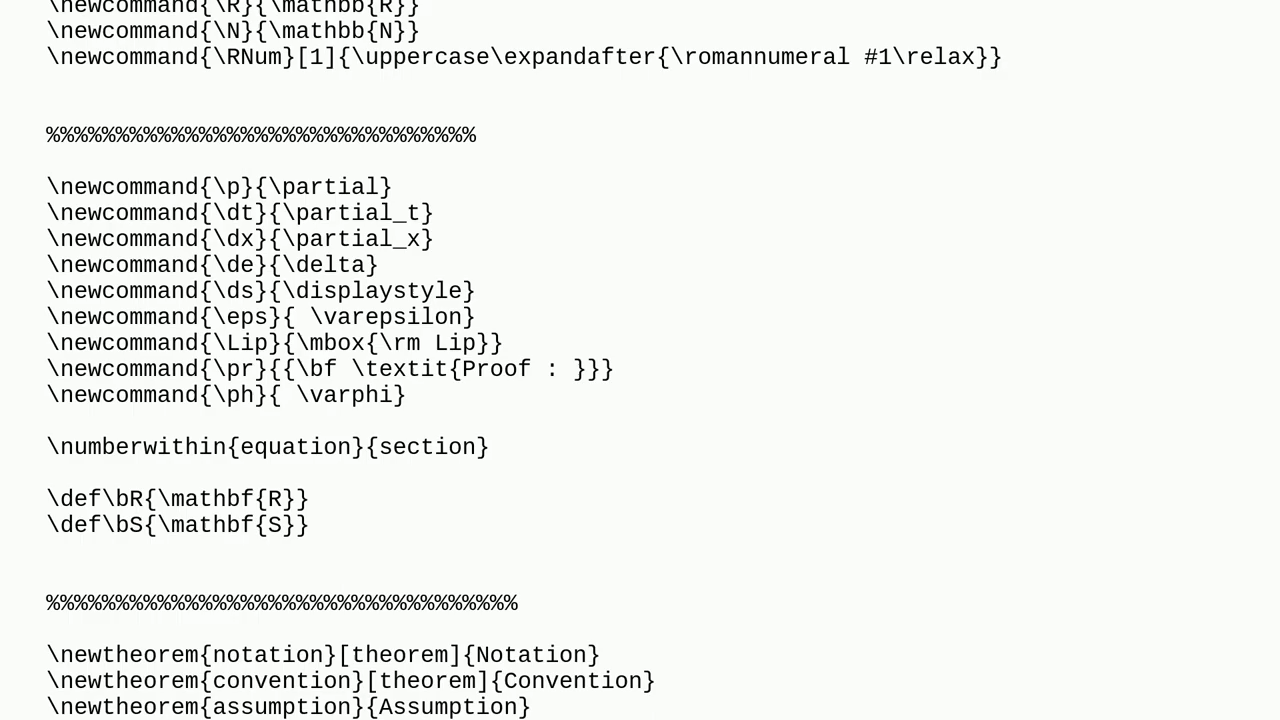 \newcommand{\R}{\mathbb{R}}
\newcommand{\N}{\mathbb{N}}
\newcommand{\RNum}[1]{\uppercase\expandafter{\romannumeral #1\relax}}
%%%%%%%%%%%%%%%%%%%%%%%%%%%%%%%
\newcommand{\p}{\partial}
\newcommand{\dt}{\partial_t}
\newcommand{\dx}{\partial_x}
\newcommand{\de}{\delta}
\newcommand{\ds}{\displaystyle}
\newcommand{\eps}{ \varepsilon}
\newcommand{\Lip}{\mbox{\rm Lip}}
\newcommand{\pr}{{\bf \textit{Proof : }}}
\newcommand{\ph}{ \varphi}
\numberwithin{equation}{section}
\def\bR{\mathbf{R}}
\def\bS{\mathbf{S}}
%%%%%%%%%%%%%%%%%%%%%%%%%%%%%%%%%%
\newtheorem{notation}[theorem]{Notation}
\newtheorem{convention}[theorem]{Convention}
\newtheorem{assumption}{Assumption}